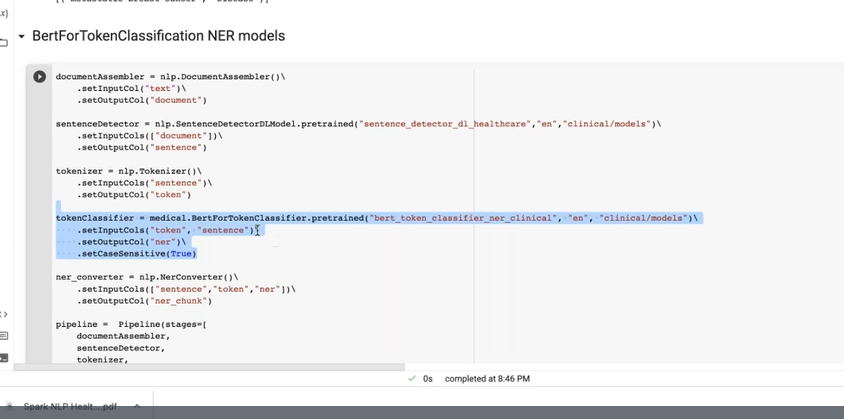 BertForTokenClassification NER models
documentAssembler = nlp.DocumentAssembler()\
    .setInputCol("text")\
    .setOutputCol("document")
sentenceDetector = nlp.SentenceDetectorDLModel.pretrained("sentence_detector_dl_healthcare","en","clinical/models")\
    .setInputCols(["document"])\
    .setOutputCol("sentence")
tokenizer = nlp.Tokenizer()\
    .setInputCols("sentence")\
    .setOutputCol("token")
tokenClassifier = medical.BertForTokenClassifier.pretrained("bert_token_classifier_ner_clinical", "en", "clinical/models")\
    .setInputCols("token", "sentence")\
    .setOutputCol("ner")\
    .setCaseSensitive(True)
ner_converter = nlp.NerConverter()\
    .setInputCols(["sentence","token","ner"])\
    .setOutputCol("ner_chunk")
pipeline =  Pipeline(stages=[
    documentAssembler,
    sentenceDetector,
    tokenizer,
0s completed at 8:46 PM
Spark NLP Healt....pdf